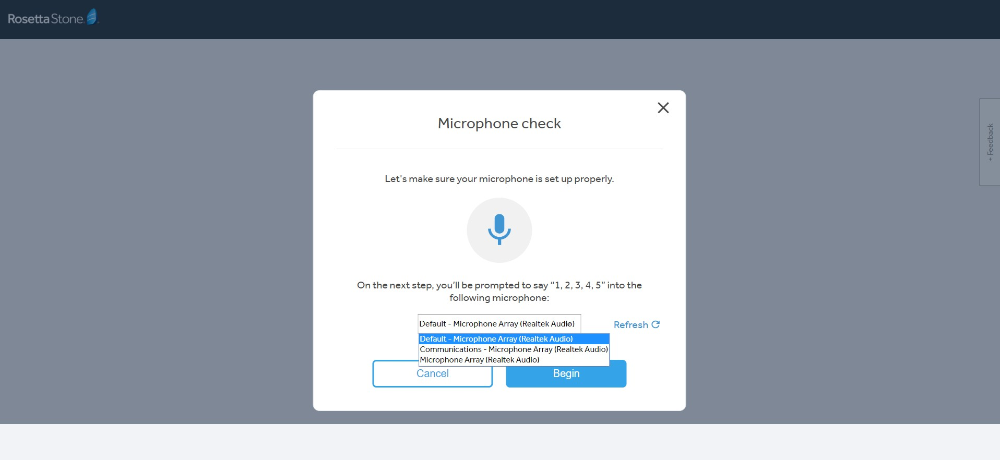 Rosetta Stone
Microphone check
Let's make sure your microphone is set up properly.
On the next step, you’ll be prompted to say “1, 2, 3, 4, 5” into the
following microphone:
Default - Microphone Array (Realtek Audio)
Refresh
Default - Microphone Array (Realtek Audio)
Communications - Microphone Array (Realtek Audio)
Microphone Array (Realtek Audio)
Cancel
Begin
+ Feedback